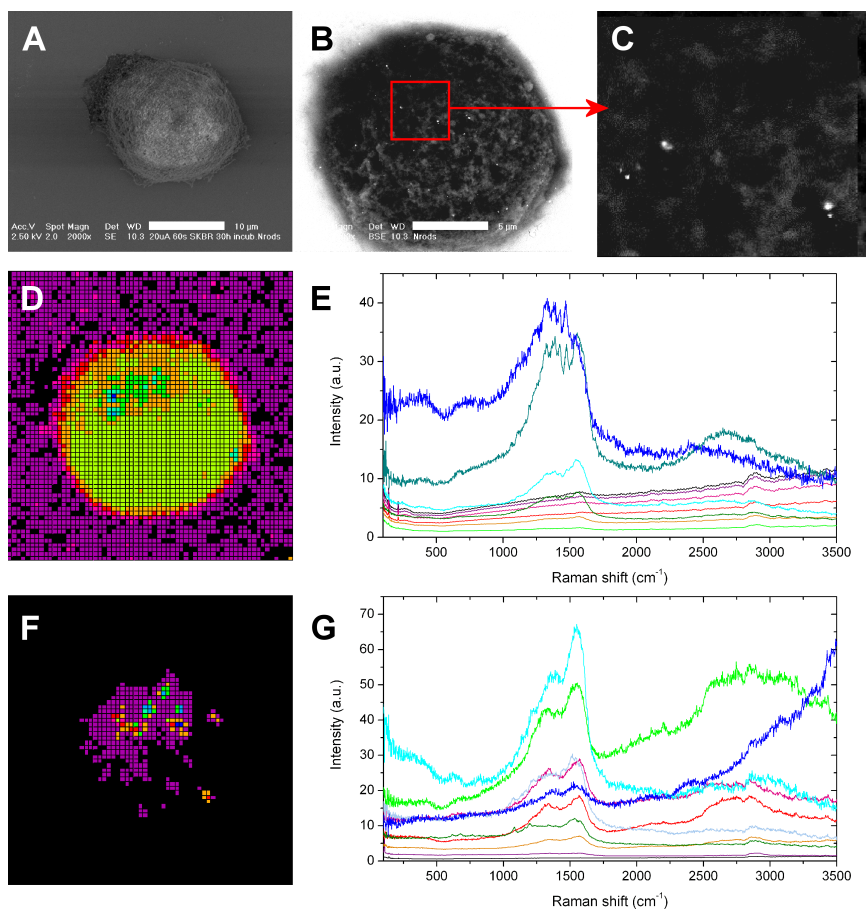 A
Acc.V Spot Magn Det WD 10 µm
2.50 kV 2.0 2000x SE 10.3 20uA 60s SKBR 30h incub Nrods
B
Magn Det WD 5 µm
BSE 10.3 Nrods
C
D
E
40
30
20
10
0
Intensity (a.u.)
500 1000 1500 2000 2500 3000 3500
Raman shift (cm-1)
F
G
70
60
50
40
30
20
10
0
Intensity (a.u.)
500 1000 1500 2000 2500 3000 3500
Raman shift (cm-1)